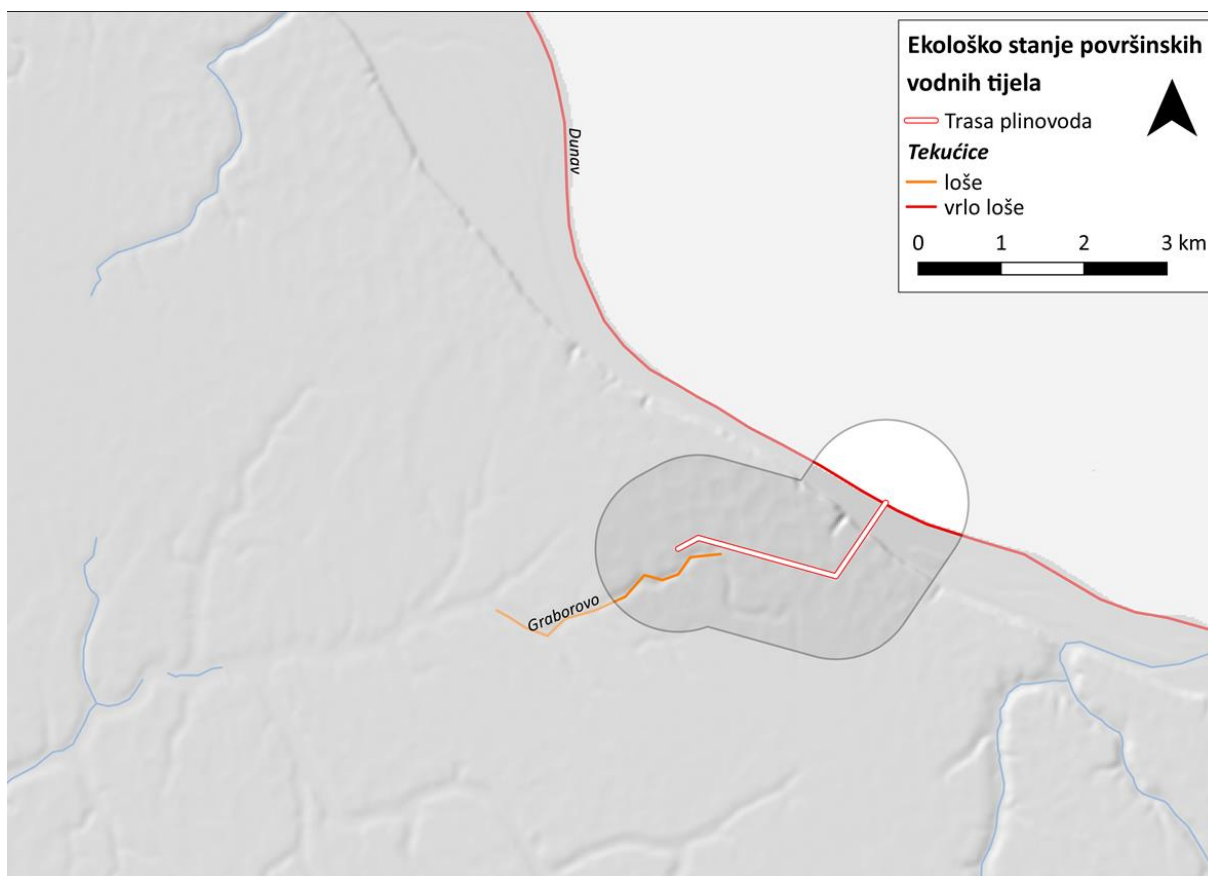 Ekološko stanje površinskih
vodnih tijela
Trasa plinovoda
Tekućice
loše
vrlo loše
0 1 2 3 km
Dunav
Graborovo